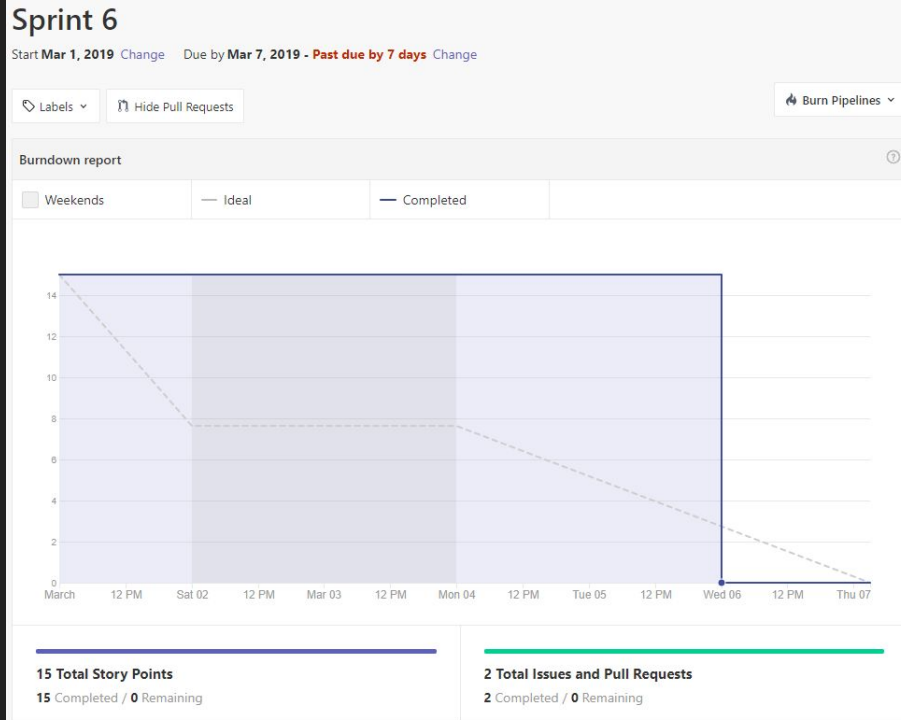 Sprint 6
Start Mar 1, 2019 Change Due by Mar 7, 2019 - Past due by 7 days Change
Labels Hide Pull Requests Burn Pipelines
Burndown report ?
Weekends Ideal Completed
14
12
10
8
6
4
2
0
March 12 PM Sat 02 12 PM Mar 03 12 PM Mon 04 12 PM Tue 05 12 PM Wed 06 12 PM Thu 07
15 Total Story Points 2 Total Issues and Pull Requests
15 Completed / 0 Remaining 2 Completed / 0 Remaining